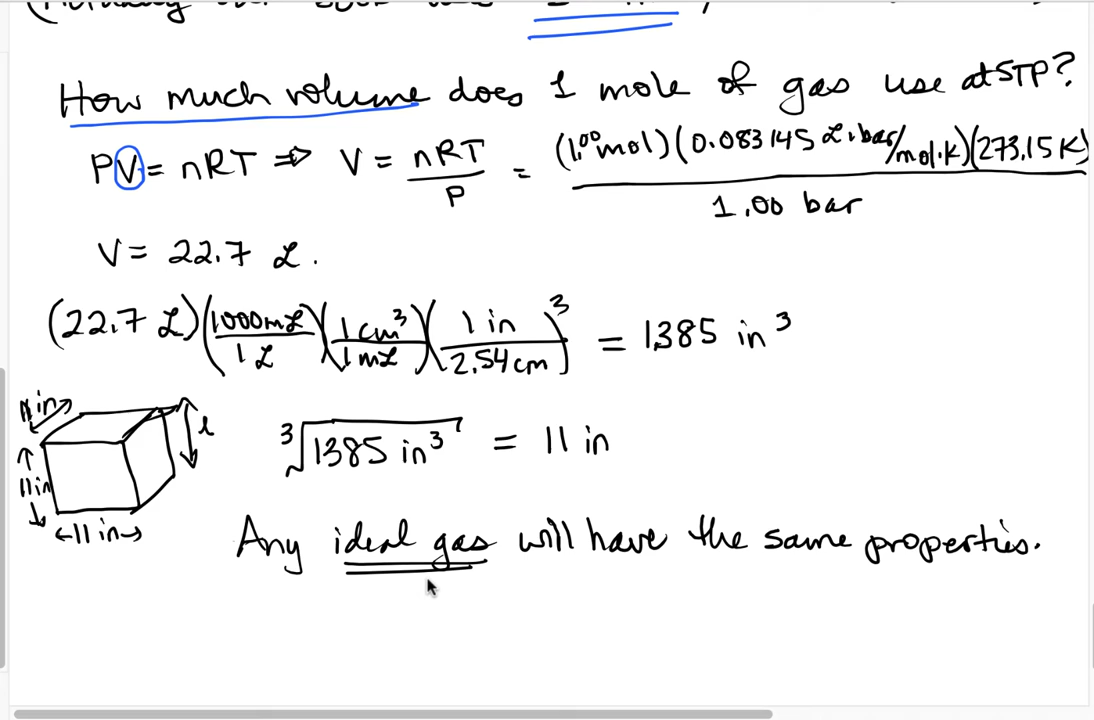 How much volume does 1 mole of gas use at STP?
PV = nRT ⇒ V = nRT / P = (1.00 mol)(0.083145 L·bar/mol·K)(273.15 K) / 1.00 bar
V = 22.7 L.
(22.7 L)(1000 mL / 1 L)(1 cm³ / 1 mL)(1 in / 2.54 cm)³ = 1385 in³
11 in
l
∛1385 in³ = 11 in
11 in
11 in
Any ideal gas will have the same properties.